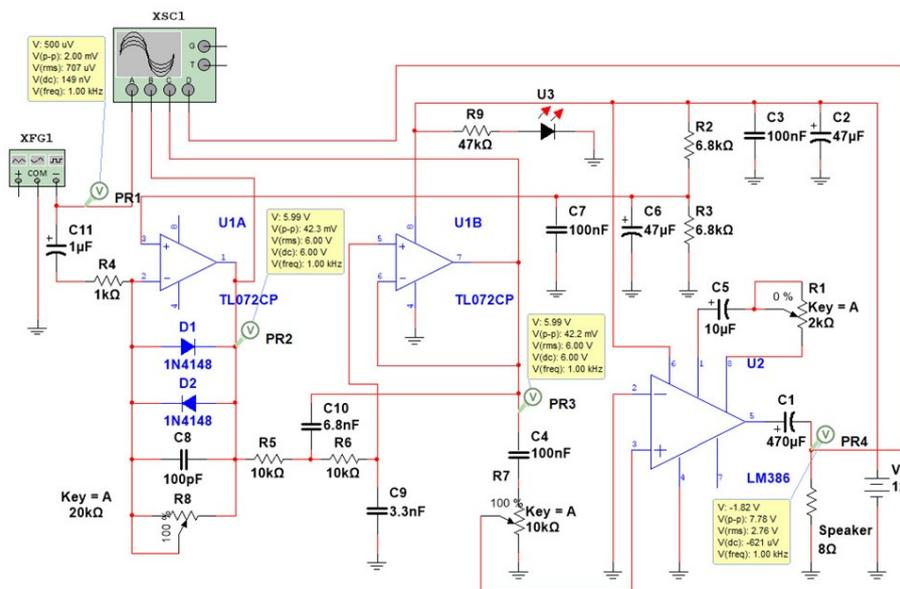 XSC1
G
T
A B C D
V: 500 uV
V(p-p): 2.00 mV
V(rms): 707 uV
V(dc): 149 nV
V(freq): 1.00 kHz
XFG1
COM
+ −
PR1
C11
1µF
+
R4
1kΩ
U1A
8
3
2
1
4
TL072CP
V: 5.99 V
V(p-p): 42.3 mV
V(rms): 6.00 V
V(dc): 6.00 V
V(freq): 1.00 kHz
PR2
D1
1N4148
D2
1N4148
C8
100pF
R8
Key = A
20kΩ
100 %
R5
10kΩ
C10
6.8nF
R6
10kΩ
C9
3.3nF
U1B
8
5
6
7
4
TL072CP
R9
47kΩ
U3
V: 5.99 V
V(p-p): 42.2 mV
V(rms): 6.00 V
V(dc): 6.00 V
V(freq): 1.00 kHz
PR3
C4
100nF
R7
100 %
Key = A
10kΩ
R2
6.8kΩ
C3
100nF
C2
47µF
+
C7
100nF
C6
47µF
+
R3
6.8kΩ
C5
10µF
+
R1
0 %
Key = A
2kΩ
U2
6
1
8
2
3
5
4
7
LM386
C1
470µF
+
PR4
V: -1.82 V
V(p-p): 7.78 V
V(rms): 2.76 V
V(dc): -621 uV
V(freq): 1.00 kHz
Speaker
8Ω
V
1